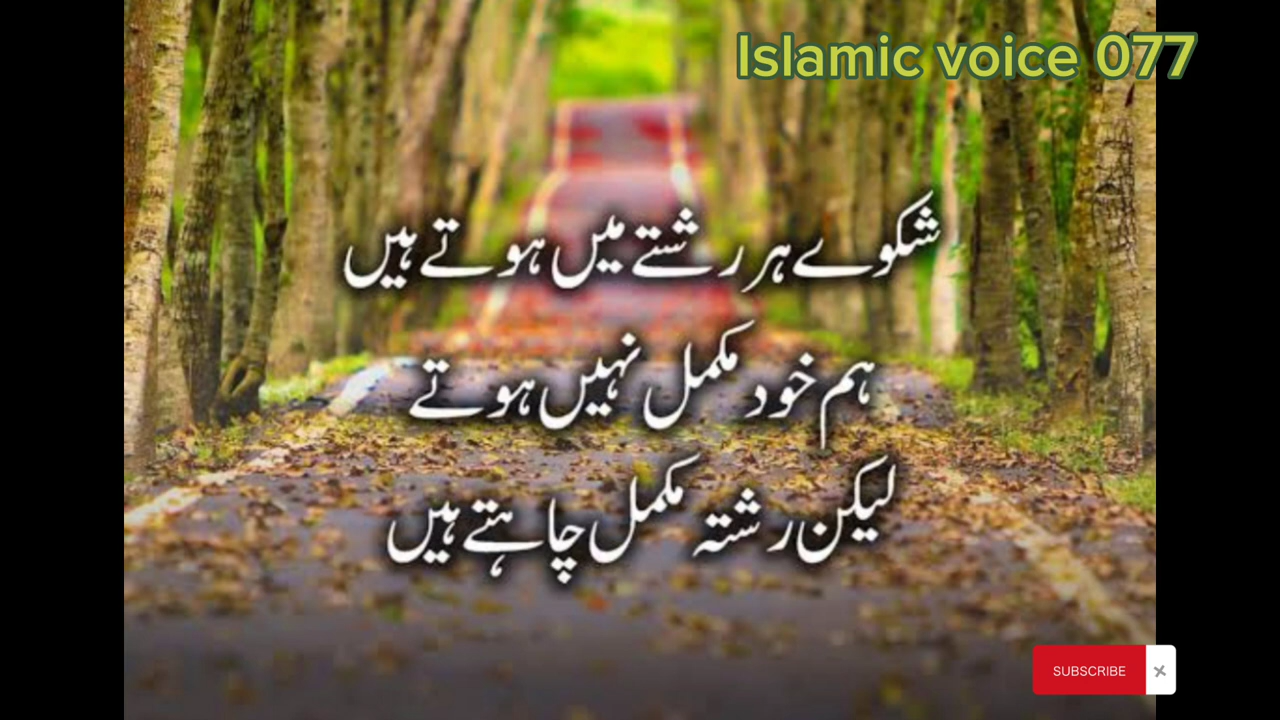 Islamic voice 077
شکوے ہر رشتے میں ہوتے ہیں
ہم خود مکمل نہیں ہوتے
لیکن رشتہ مکمل چاہتے ہیں
SUBSCRIBE